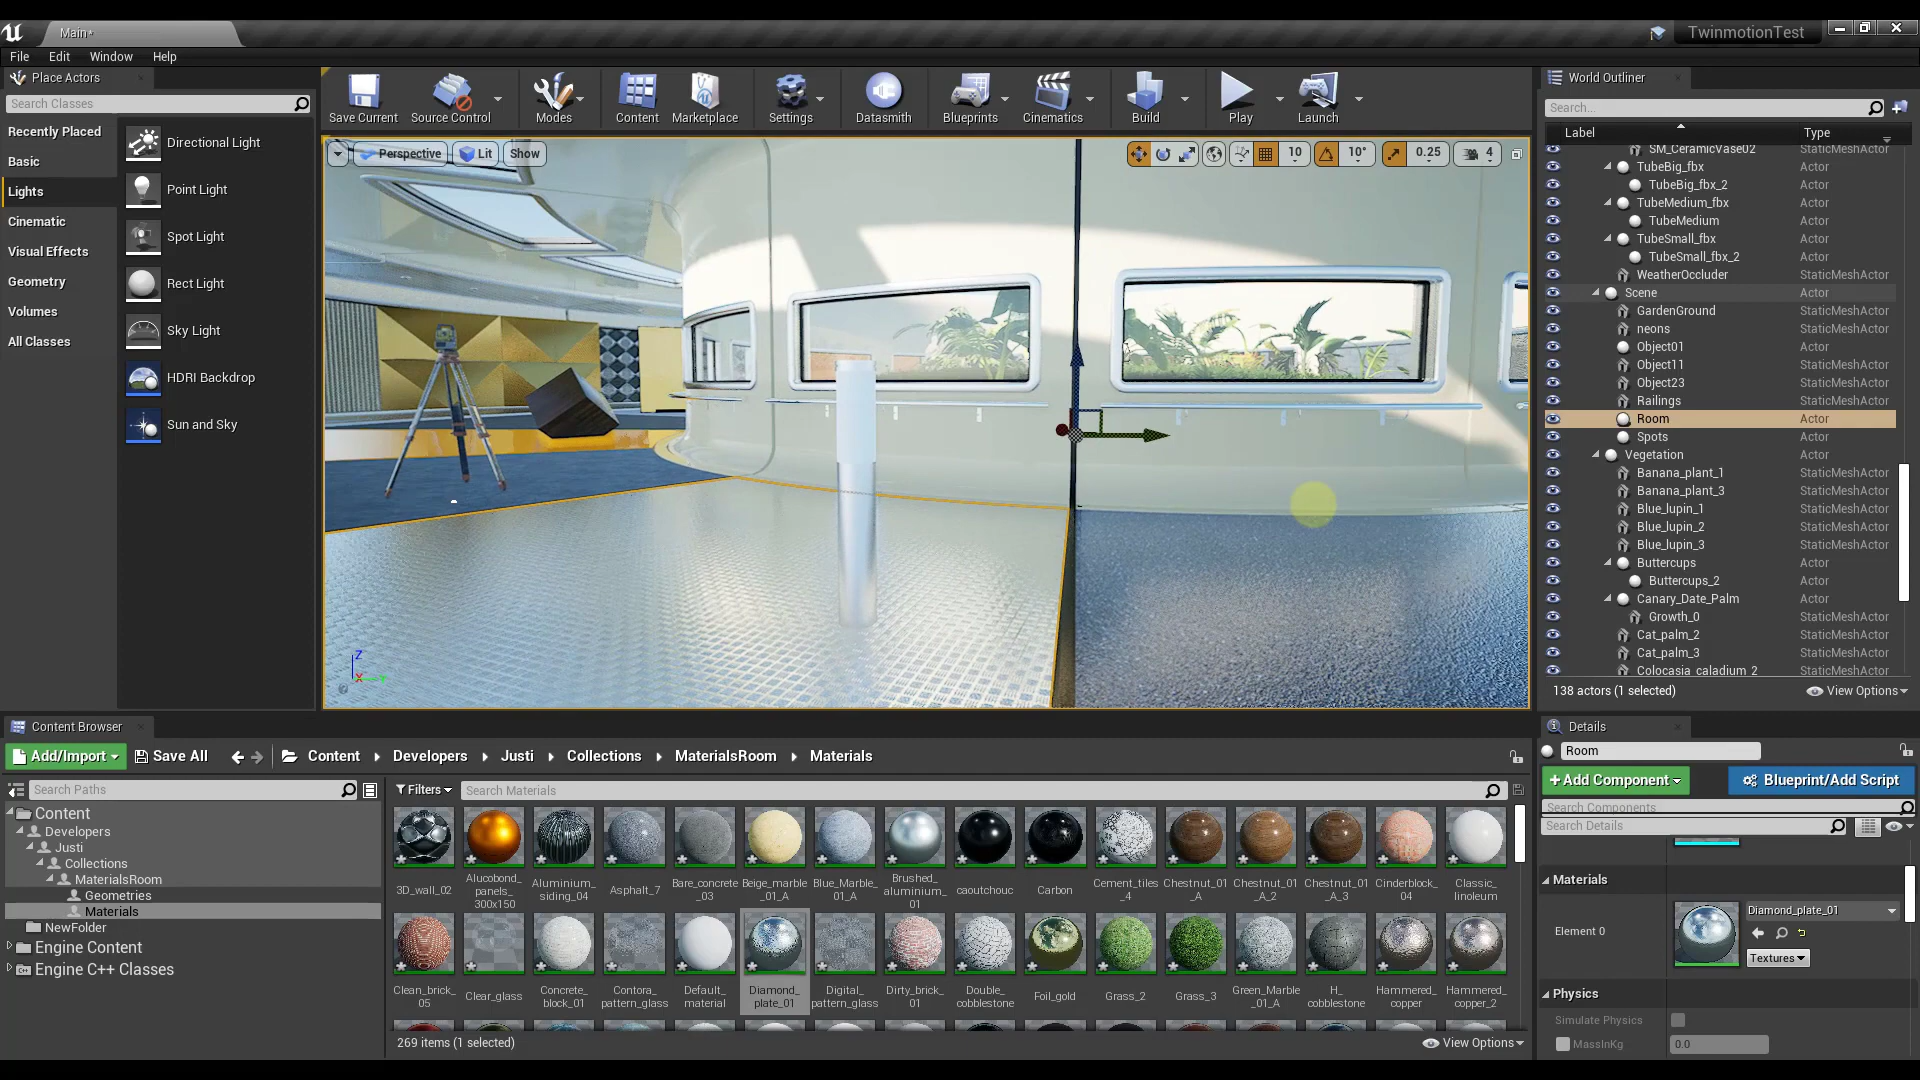 Main*
TwinmotionTest
File Edit Window Help
Place Actors
Search Classes
Recently Placed
Basic
Lights
Cinematic
Visual Effects
Geometry
Volumes
All Classes
Directional Light
Point Light
Spot Light
Rect Light
Sky Light
HDRI Backdrop
Sun and Sky
Save Current
Source Control
Modes
Content
Marketplace
Settings
Datasmith
Blueprints
Cinematics
Build
Play
Launch
Perspective Lit Show
10 10° 0.25 4
Z
World Outliner
Search...
Label Type
SM_CeramicVase02 StaticMeshActor
TubeBig_fbx Actor
TubeBig_fbx_2 Actor
TubeMedium_fbx Actor
TubeMedium Actor
TubeSmall_fbx Actor
TubeSmall_fbx_2 Actor
WeatherOccluder StaticMeshActor
Scene Actor
GardenGround StaticMeshActor
neons StaticMeshActor
Object01 Actor
Object11 StaticMeshActor
Object23 StaticMeshActor
Railings StaticMeshActor
Room Actor
Spots Actor
Vegetation Actor
Banana_plant_1 StaticMeshActor
Banana_plant_3 StaticMeshActor
Blue_lupin_1 StaticMeshActor
Blue_lupin_2 StaticMeshActor
Blue_lupin_3 StaticMeshActor
Buttercups Actor
Buttercups_2 Actor
Canary_Date_Palm Actor
Growth_0 StaticMeshActor
Cat_palm_2 StaticMeshActor
Cat_palm_3 StaticMeshActor
Colocasia_caladium_2 StaticMeshActor
138 actors (1 selected) View Options
Content Browser
Add/Import Save All Content Developers Justi Collections MaterialsRoom Materials
Search Paths
Content
Developers
Justi
Collections
MaterialsRoom
Geometries
Materials
NewFolder
Engine Content
Engine C++ Classes
Filters Search Materials
3D_wall_02
Alucobond_
panels_
300x150
Aluminium_
siding_04
Asphalt_7
Bare_concrete
_03
Beige_marble
_01_A
Blue_Marble_
01_A
Brushed_
aluminium_
01
caoutchouc
Carbon
Cement_tiles
_4
Chestnut_01
_A
Chestnut_01
_A_2
Chestnut_01
_A_3
Cinderblock_
04
Classic_
linoleum
Clean_brick_
05
Clear_glass
Concrete_
block_01
Contora_
pattern_glass
Default_
material
Diamond_
plate_01
Digital_
pattern_glass
Dirty_brick_
01
Double_
cobblestone
Foil_gold
Grass_2
Grass_3
Green_Marble
_01_A
H_
cobblestone
Hammered_
copper
Hammered_
copper_2
269 items (1 selected) View Options
Details
Room
+Add Component Blueprint/Add Script
Search Components
Search Details
Materials
Element 0
Diamond_plate_01
Textures
Physics
Simulate Physics
MassInKg 0.0